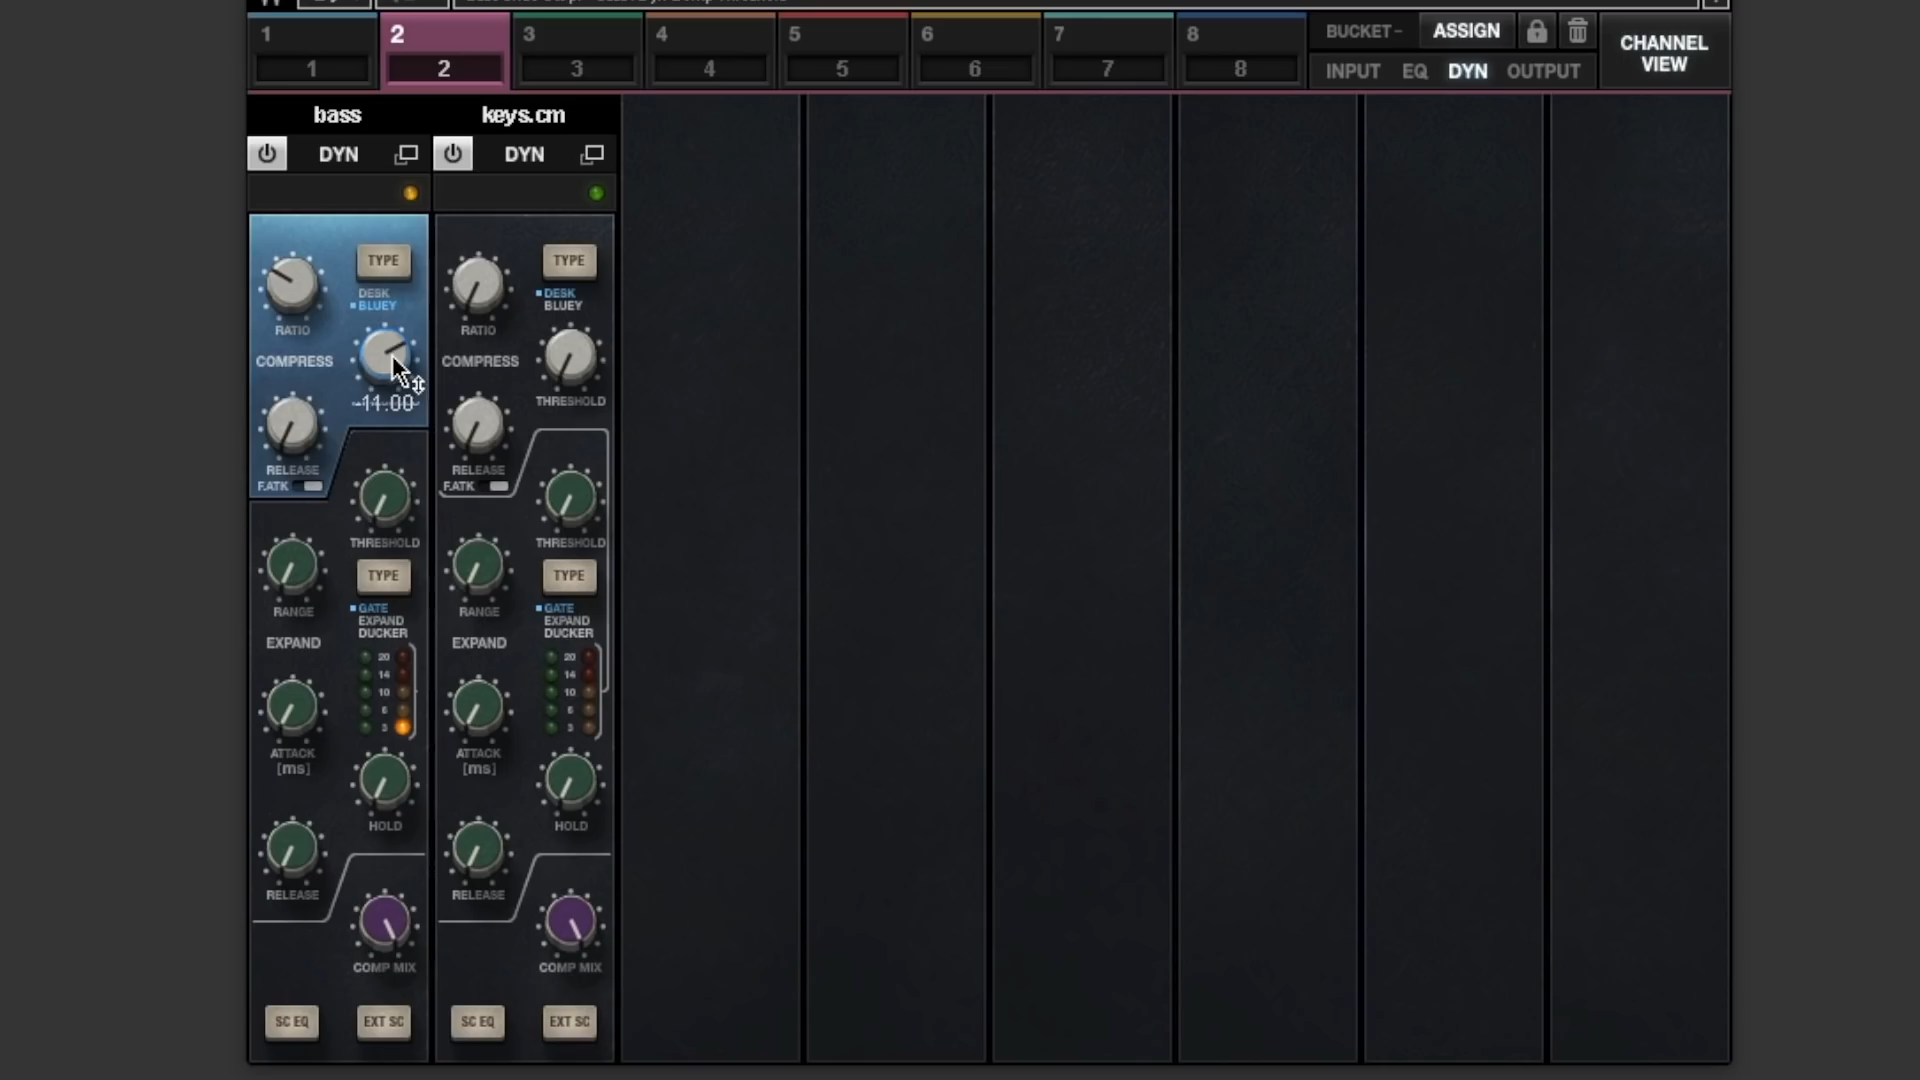 1 2 3 4 5 6 7 8 BUCKET- ASSIGN
CHANNEL VIEW
1 2 3 4 5 6 7 8 INPUT EQ DYN OUTPUT
bass keys.cm
DYN DYN
TYPE TYPE
DESK DESK
BLUEY BLUEY
RATIO RATIO
COMPRESS COMPRESS
-11.00 THRESHOLD
RELEASE RELEASE
F.ATK F.ATK
THRESHOLD THRESHOLD
TYPE TYPE
RANGE GATE RANGE GATE
EXPAND EXPAND
DUCKER DUCKER
EXPAND EXPAND
20 20
14 14
10 10
6 6
3 3
ATTACK ATTACK
[ms] [ms]
HOLD HOLD
RELEASE RELEASE
COMP MIX COMP MIX
SC EQ EXT SC SC EQ EXT SC